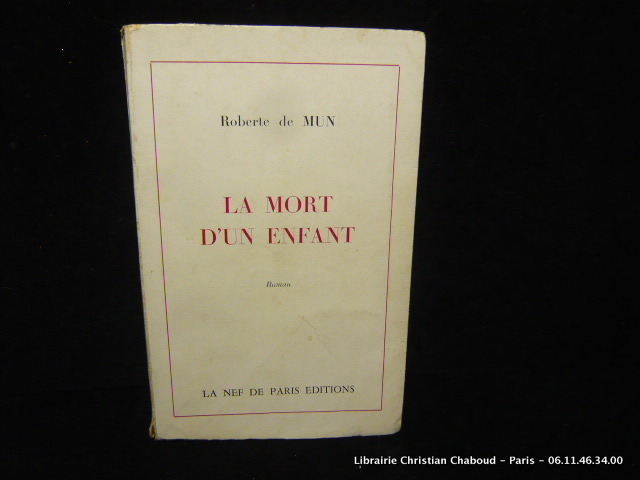 Roberte de MUN
LA MORT
D'UN ENFANT
Roman
LA NEF DE PARIS EDITIONS
Librairie Christian Chaboud - Paris - 06.11.46.34.00